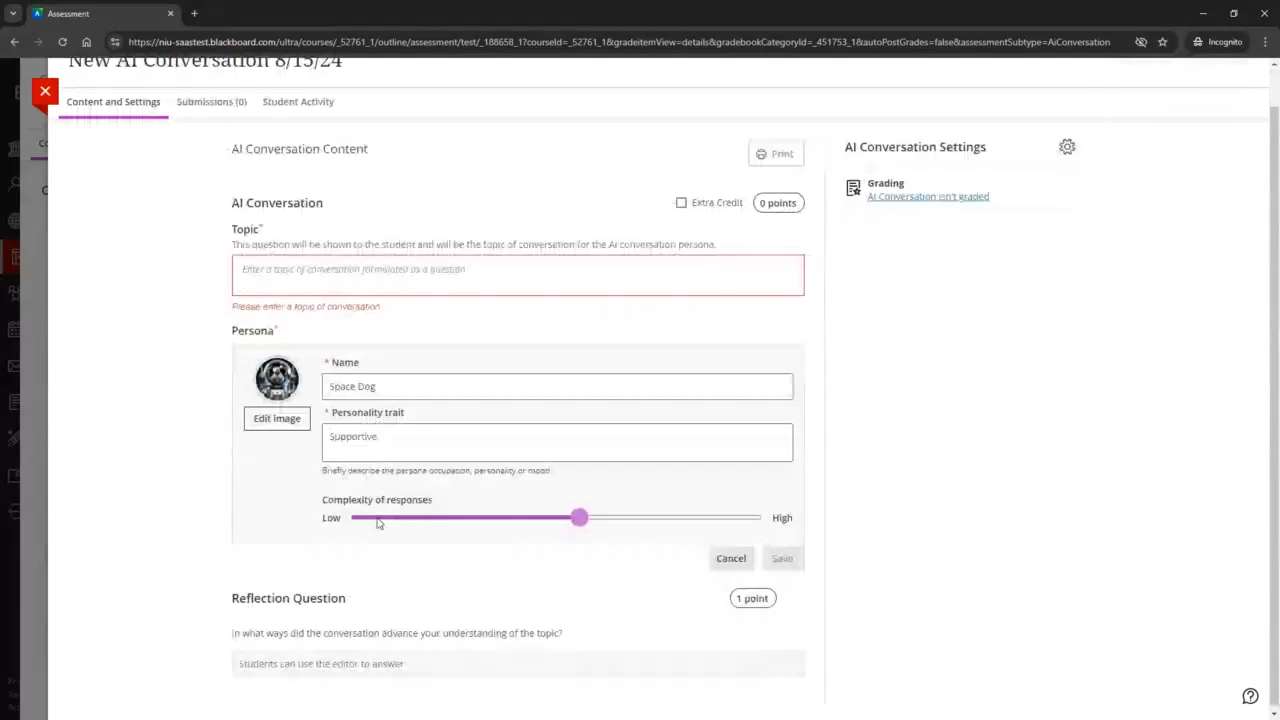 Assessment
https://niu-saastest.blackboard.com/ultra/courses/_52761_1/outline/assessment/test/_188658_1?courseId=_52761_1&gradeitemView=details&gradebookCategoryId=_451753_1&autoPostGrades=false&assessmentSubtype=AiConversation
Incognito
New AI Conversation 8/15/24
Content and Settings
Submissions (0)
Student Activity
AI Conversation Content
Print
AI Conversation Settings
Grading
AI Conversation isn't graded
AI Conversation
Extra Credit
0 points
Topic*
This question will be shown to the student and will be the topic of conversation for the AI conversation persona.
Enter a topic of conversation formulated as a question
Please enter a topic of conversation
Persona*
* Name
Space Dog
Edit image
* Personality trait
Supportive
Briefly describe the persona occupation, personality or mood
Complexity of responses
Low
High
Cancel
Save
Reflection Question
1 point
In what ways did the conversation advance your understanding of the topic?
Students can use the editor to answer